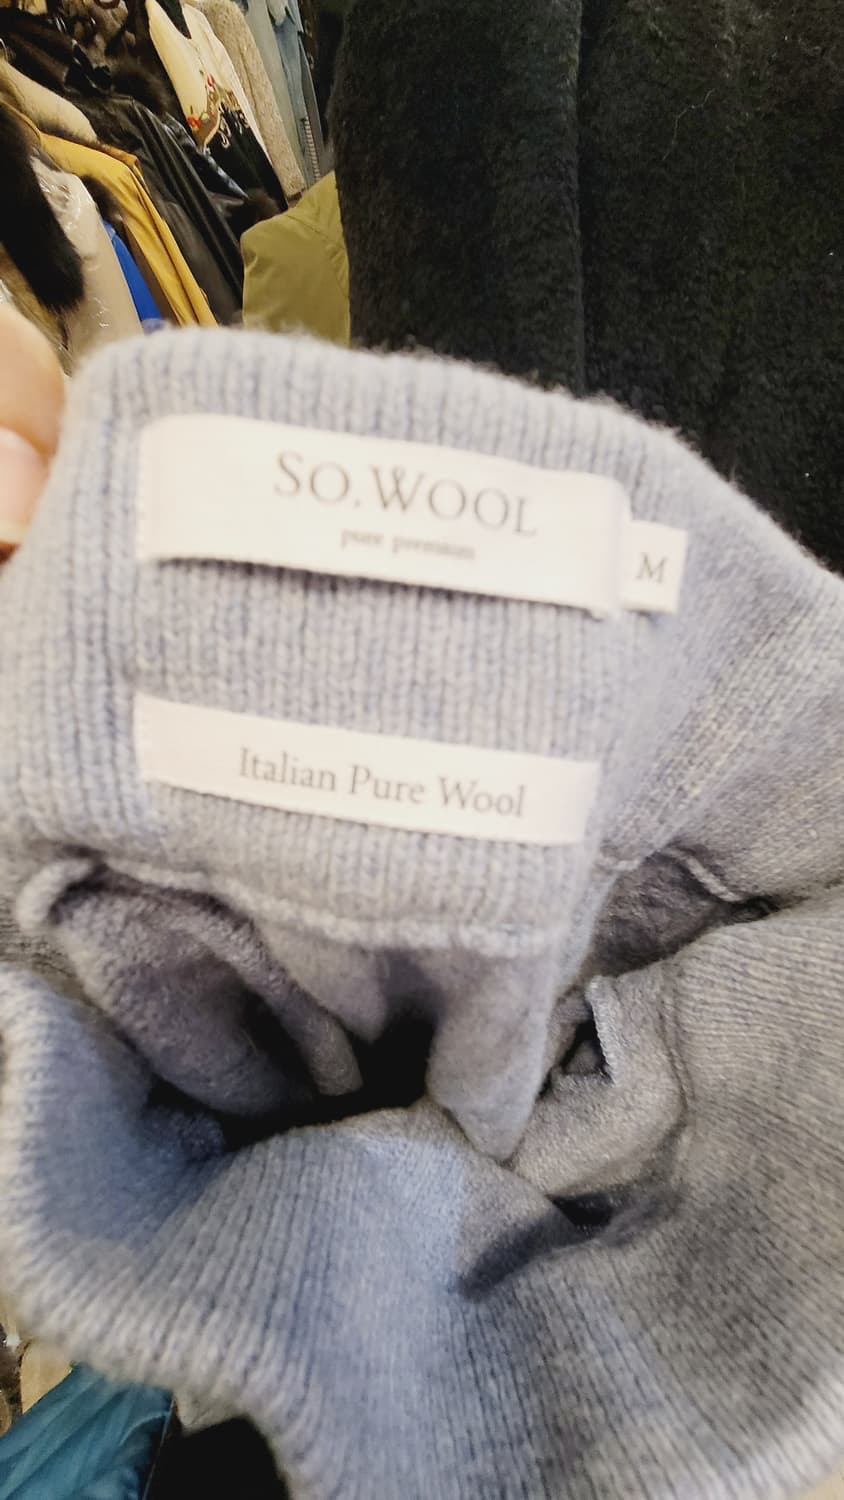 SO.WOOL
pure premium
M
Italian Pure Wool